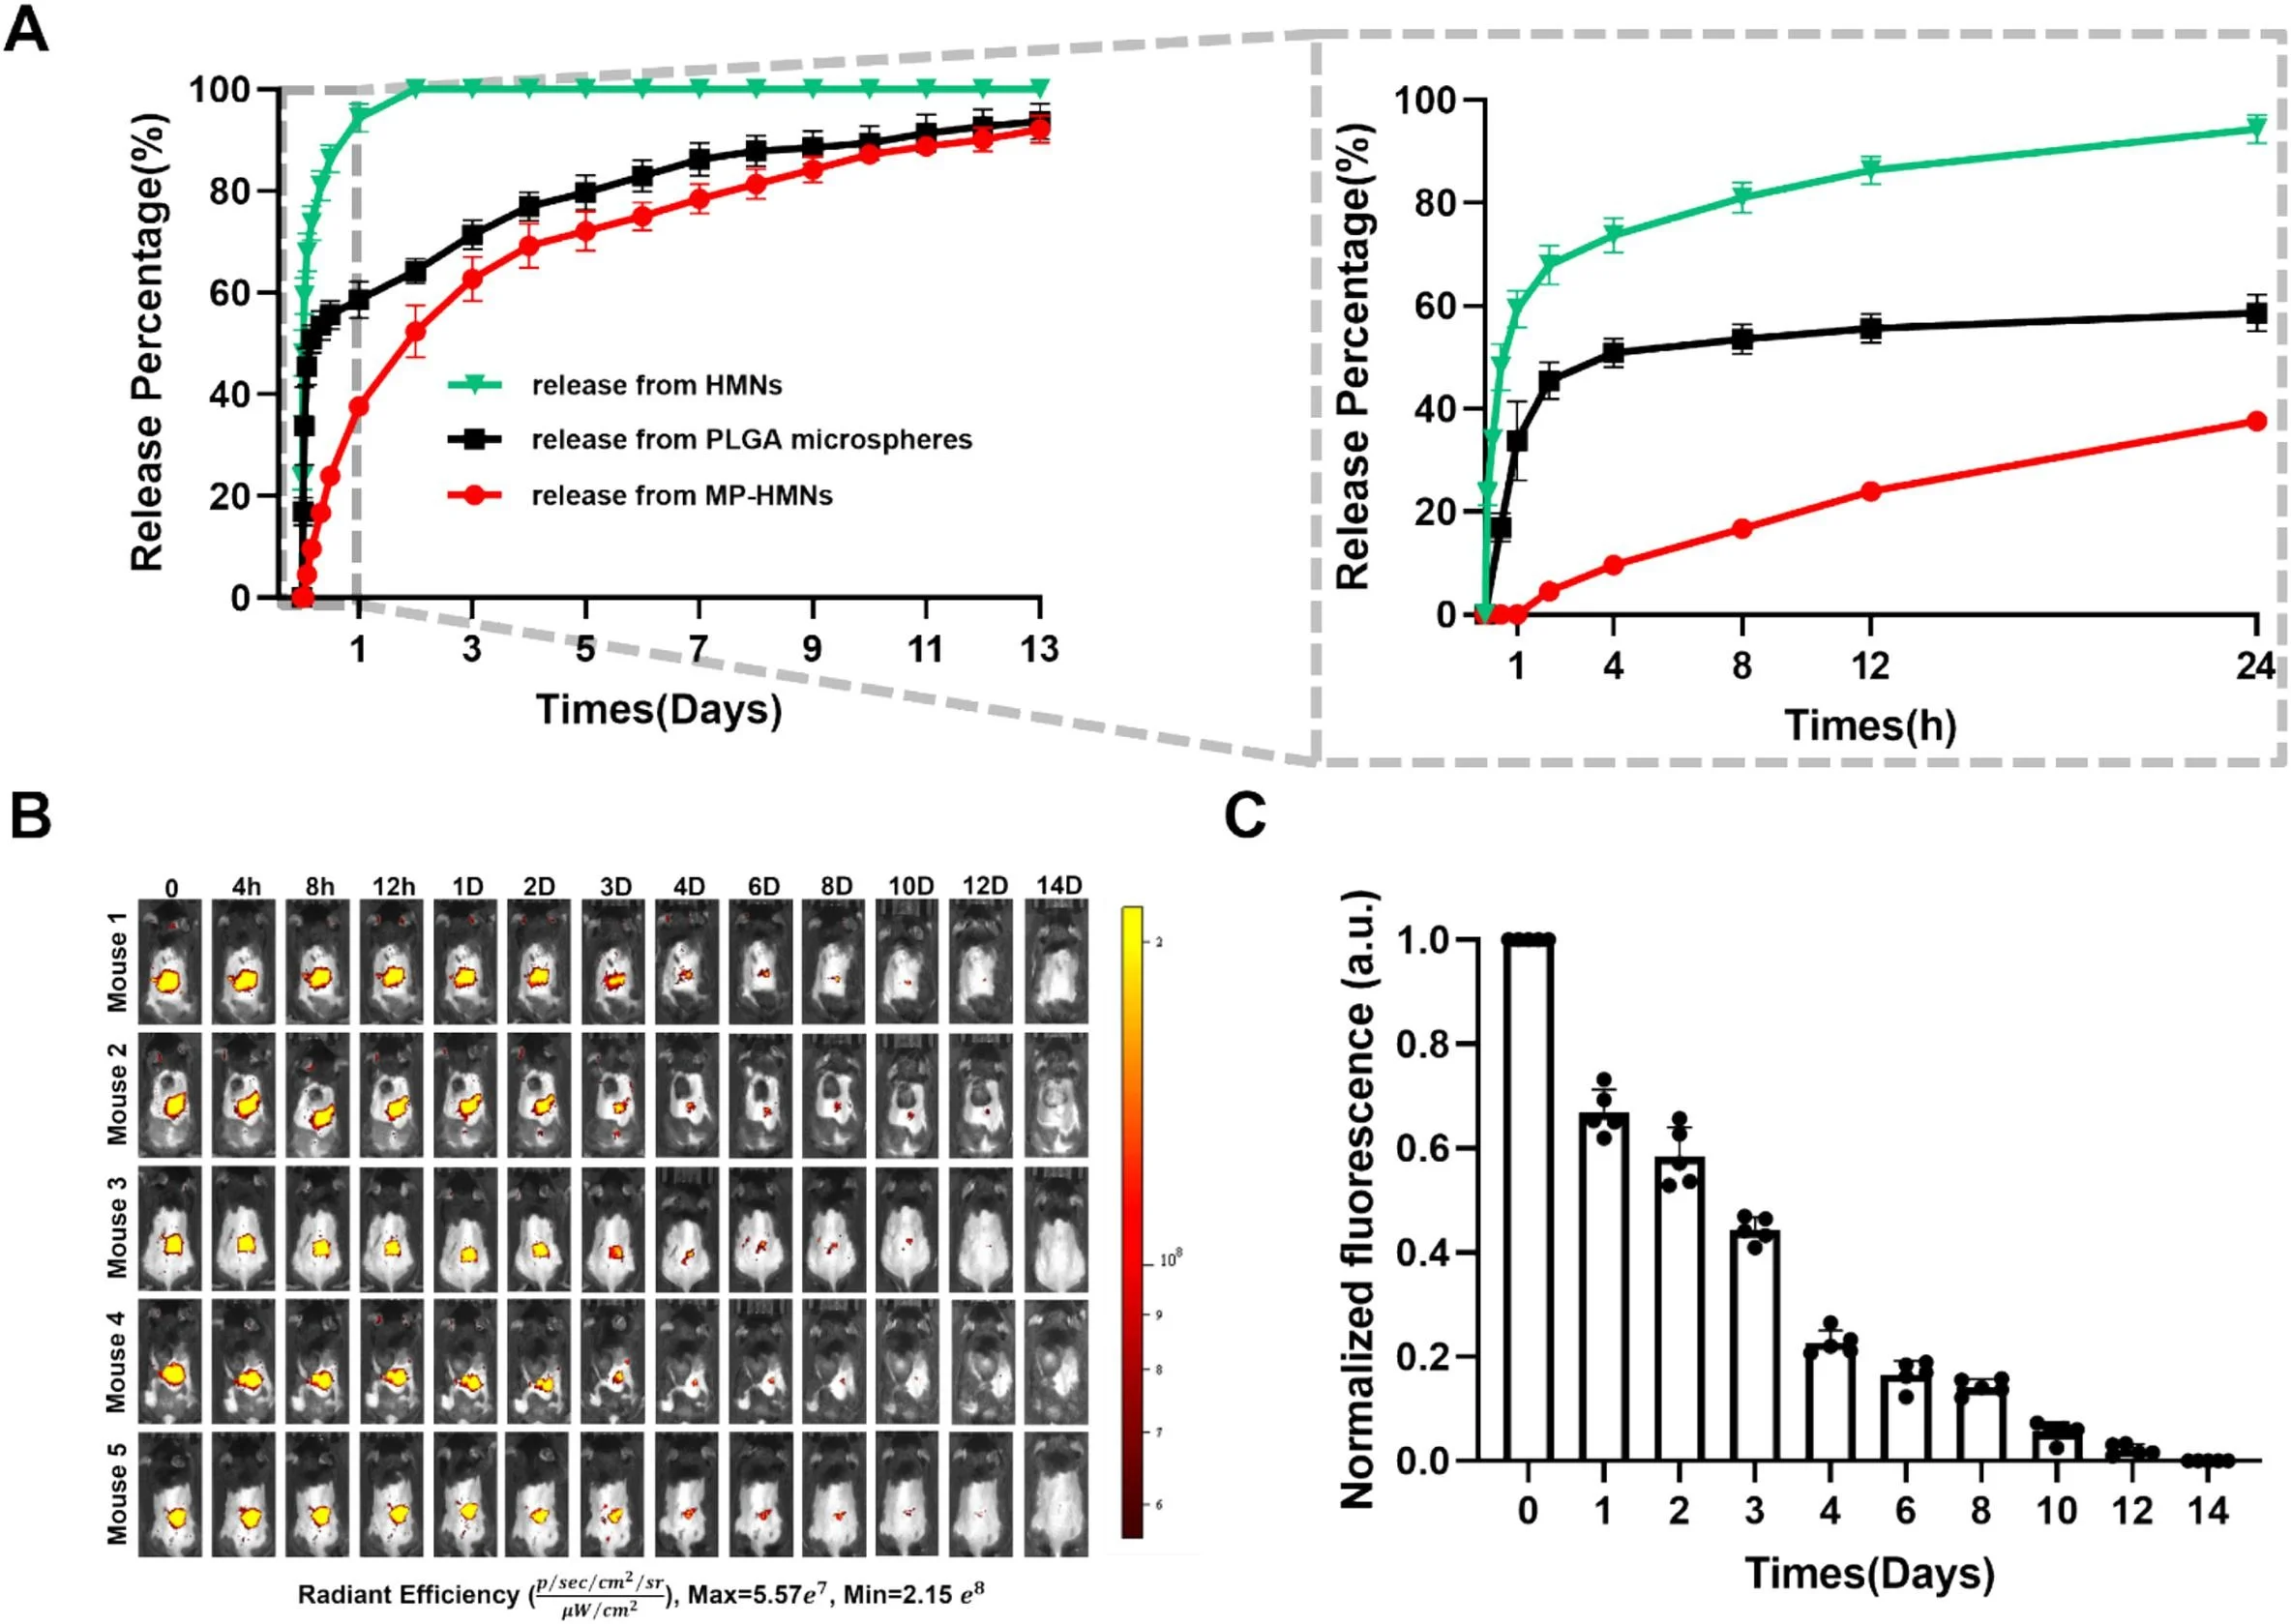 A
100
80
60
40
20
0
Release Percentage(%)
release from HMNs
release from PLGA microspheres
release from MP-HMNs
1 3 5 7 9 11 13
Times(Days)
100
80
60
40
20
0
Release Percentage(%)
1 4 8 12 24
Times(h)
B
0 4h 8h 12h 1D 2D 3D 4D 6D 8D 10D 12D 14D
Mouse 1
Mouse 2
Mouse 3
Mouse 4
Mouse 5
2
10⁸
9
8
7
6
Radiant Efficiency (p/sec/cm²/sr / μW/cm²), Max=5.57e⁷, Min=2.15 e⁸
C
1.0
0.8
0.6
0.4
0.2
0.0
Normalized fluorescence (a.u.)
0 1 2 3 4 6 8 10 12 14
Times(Days)